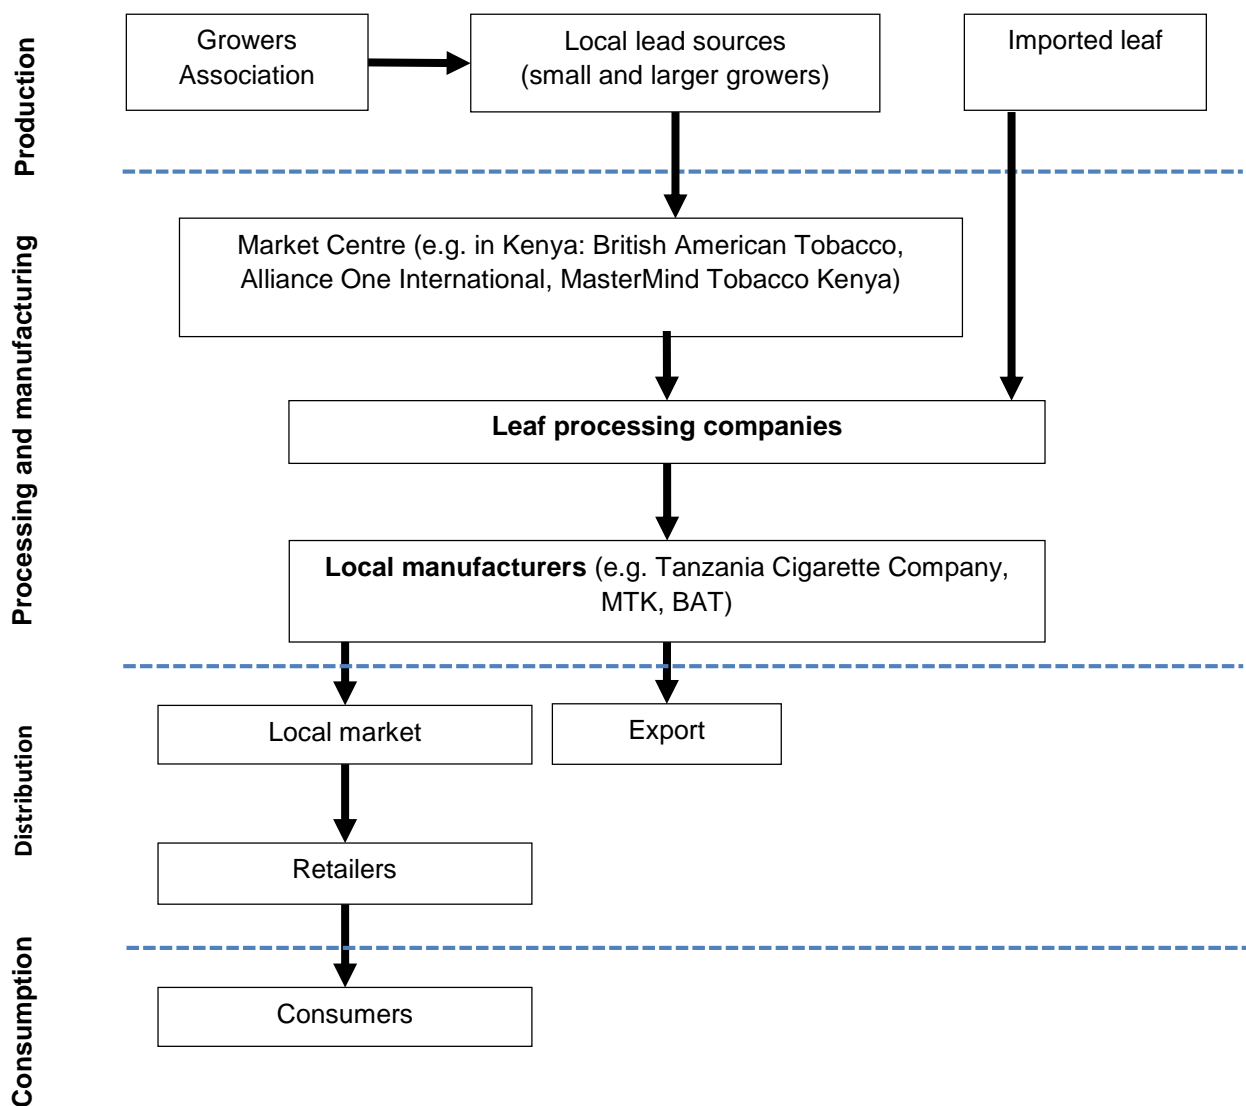 Production
Growers
Association
Local lead sources
(small and larger growers)
Imported leaf
Processing and manufacturing
Market Centre (e.g. in Kenya: British American Tobacco,
Alliance One International, MasterMind Tobacco Kenya)
Leaf processing companies
Local manufacturers (e.g. Tanzania Cigarette Company,
MTK, BAT)
Distribution
Local market
Export
Retailers
Consumption
Consumers